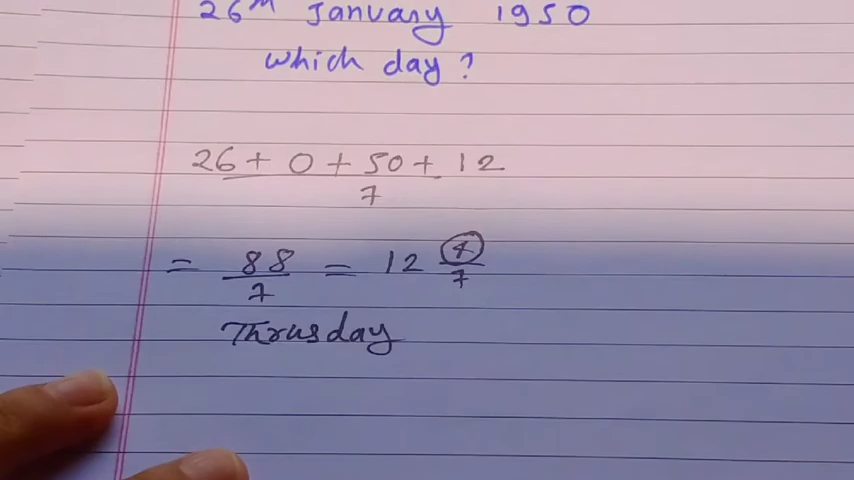 26th January 1950
which day ?
26 + 0 + 50 + 12
7
= 88 = 12 4
7 7
Thrusday